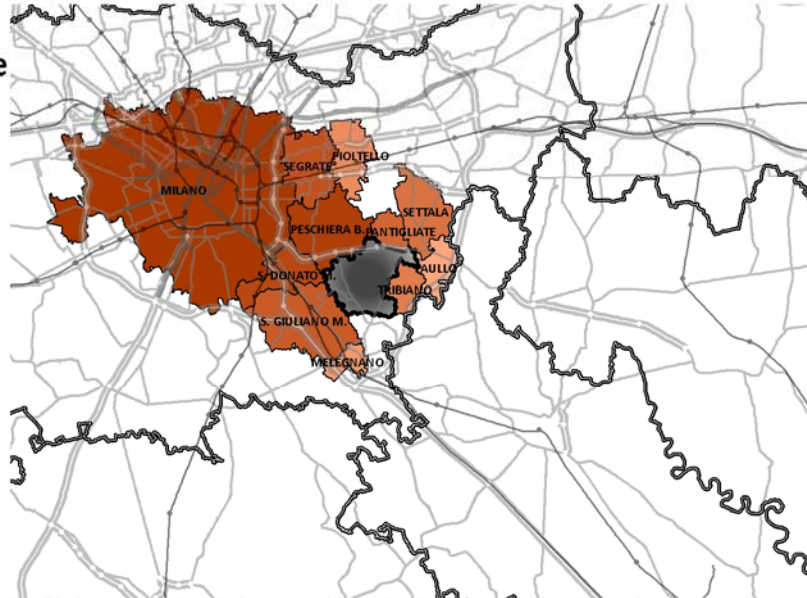 e
PIOLTELLO
SEGRATE
MILANO
SETTALA
PESCHIERA B.
PANTIGLIATE
PAULLO
S. DONATO M.
TRIBIANO
S. GIULIANO M.
MELEGNANO